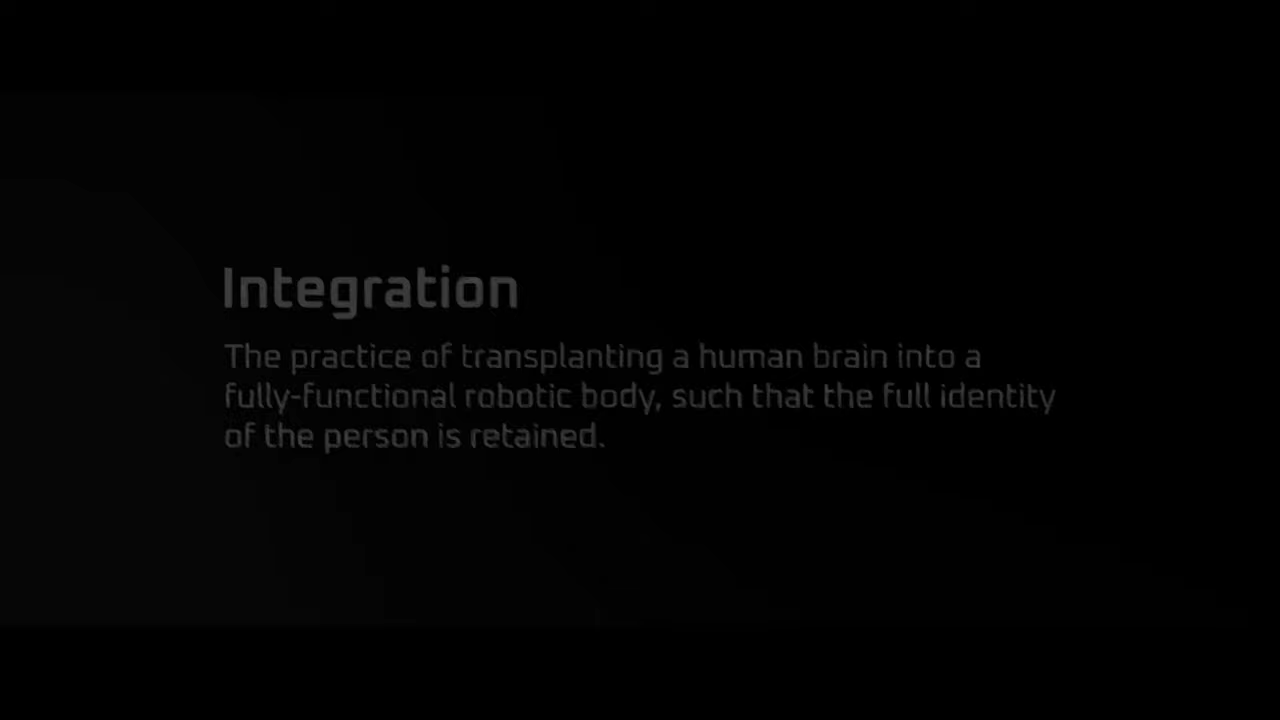 Integration
The practice of transplanting a human brain into a
fully-functional robotic body, such that the full identity
of the person is retained.